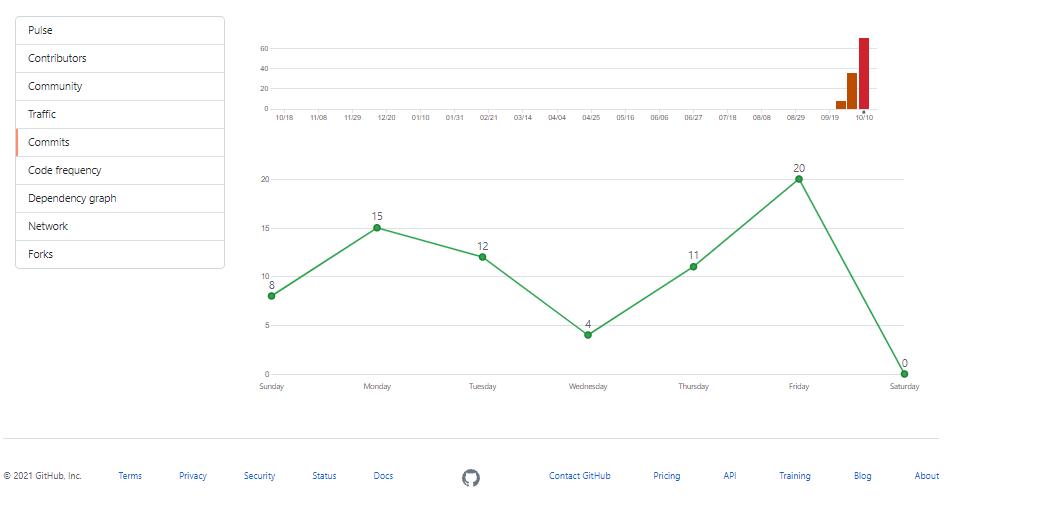 Pulse
Contributors
Community
Traffic
Commits
Code frequency
Dependency graph
Network
Forks
60
40
20
0
10/18 11/08 11/29 12/20 01/10 01/31 02/21 03/14 04/04 04/25 05/16 06/06 06/27 07/18 08/08 08/29 09/19 10/10
20
20
15
15
12
11
10
8
5
4
0
0
Sunday Monday Tuesday Wednesday Thursday Friday Saturday
© 2021 GitHub, Inc. Terms Privacy Security Status Docs Contact GitHub Pricing API Training Blog About